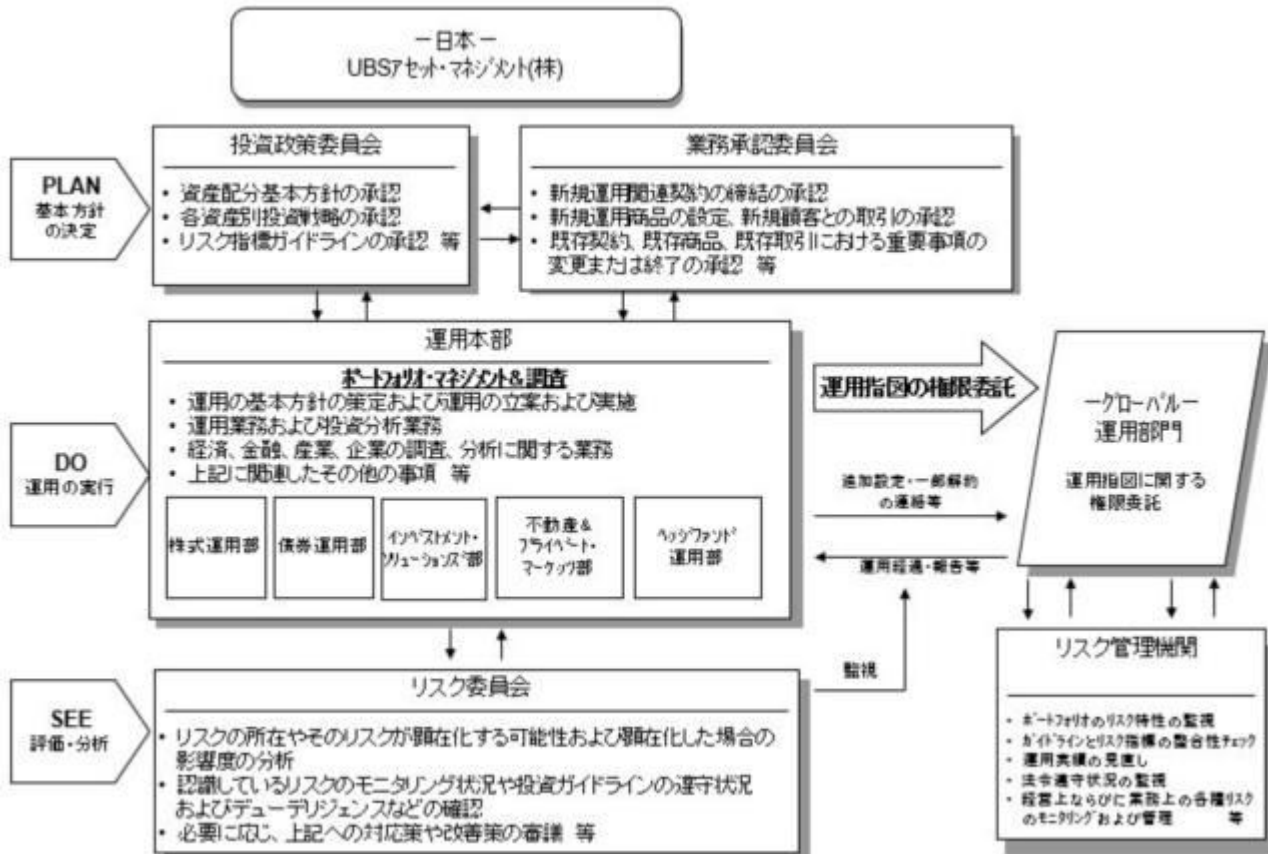 ー日本ー
UBSアセット・マネジメント(株)
PLAN
基本方針
の決定
投資政策委員会
・ 資産配分基本方針の承認
・ 各資産別投資戦略の承認
・ リスク指標ガイドラインの承認 等
業務承認委員会
・ 新規運用関連契約の締結の承認
・ 新規運用商品の設定、新規顧客との取引の承認
・ 既存契約、既存商品、既存取引における重要事項の
変更または終了の承認 等
DO
運用の実行
運用本部
ポートフォリオ・マネジメント&調査
・ 運用の基本方針の策定および運用の立案および実施
・ 運用業務および投資分析業務
・ 経済、金融、産業、企業の調査、分析に関する業務
・ 上記に関連したその他の事項 等
株式運用部
債券運用部
インベストメント・
ソリューションズ部
不動産&
プライベート・
マーケッツ部
ヘッジファンド
運用部
運用指図の権限委託
追加設定・一部解約
の連絡等
運用経過・報告等
監視
ーグローバルー
運用部門
運用指図に関する
権限委託
SEE
評価・分析
リスク委員会
・ リスクの所在やそのリスクが顕在化する可能性および顕在化した場合の
影響度の分析
・ 認識しているリスクのモニタリング状況や投資ガイドラインの遵守状況
およびデューデリジェンスなどの確認
・ 必要に応じ、上記への対応策や改善策の審議 等
リスク管理機関
・ ポートフォリオのリスク特性の監視
・ ガイドラインとリスク指標の整合性チェック
・ 運用実績の見直し
・ 法令遵守状況の監視
・ 経営上ならびに業務上の各種リスク
のモニタリングおよび管理 等